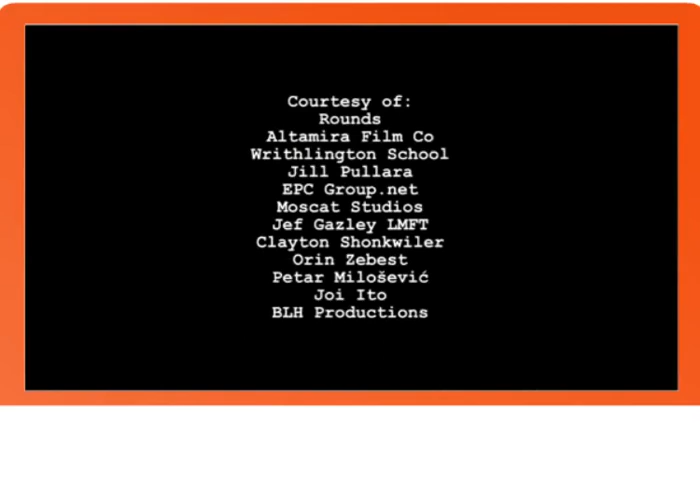 Courtesy of:
Rounds
Altamira Film Co
Writhlington School
Jill Pullara
EPC Group.net
Moscat Studios
Jef Gazley LMFT
Clayton Shonkwiler
Orin Zebest
Petar Milošević
Joi Ito
BLH Productions